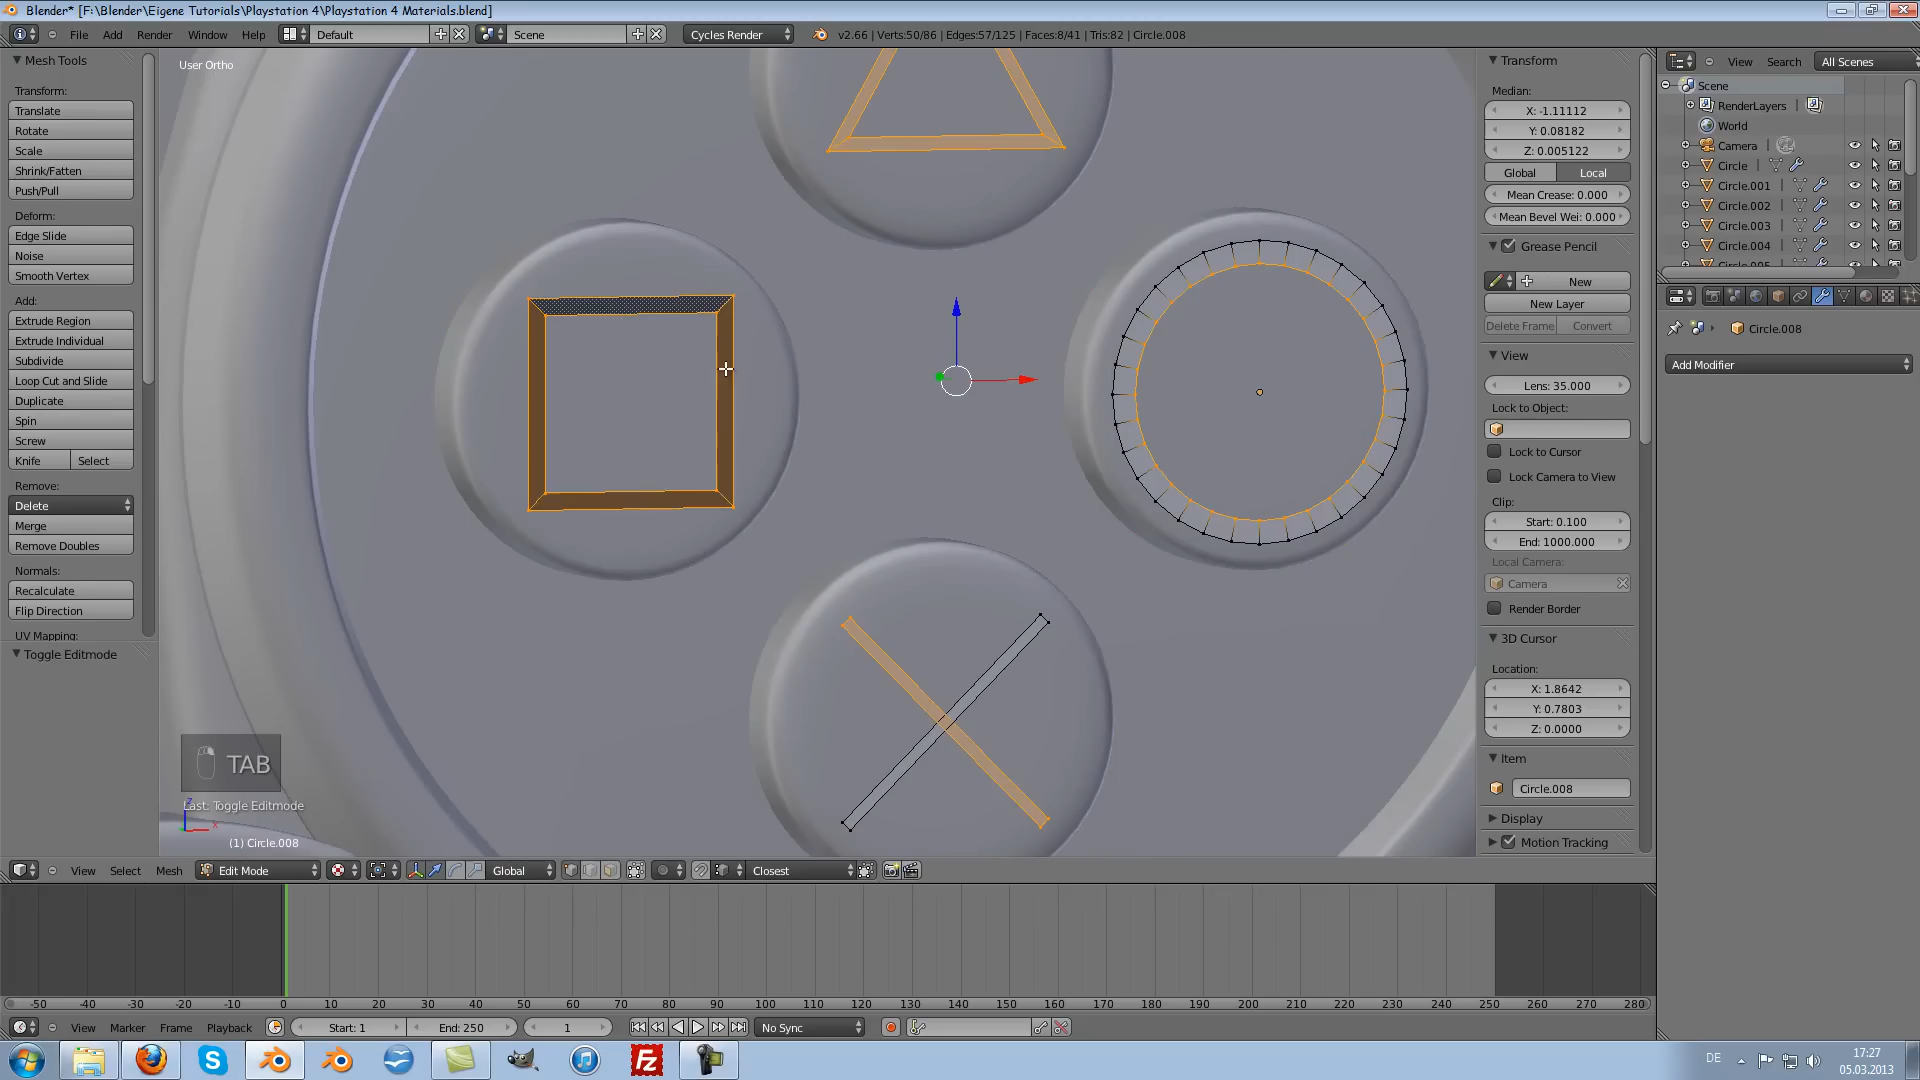 Blender* [F:\Blender\Eigene Tutorials\Playstation 4\Playstation 4 Materials.blend]
File Add Render Window Help Default Scene Cycles Render v2.66 | Verts:50/86 | Edges:57/125 | Faces:8/41 | Tris:82 | Circle.008
Mesh Tools
Transform:
Translate
Rotate
Scale
Shrink/Fatten
Push/Pull
Deform:
Edge Slide
Noise
Smooth Vertex
Add:
Extrude Region
Extrude Individual
Subdivide
Loop Cut and Slide
Duplicate
Spin
Screw
Knife Select
Remove:
Delete
Merge
Remove Doubles
Normals:
Recalculate
Flip Direction
UV Mapping:
Toggle Editmode
User Ortho
TAB
Last: Toggle Editmode
z
x
(1) Circle.008
Transform
Median:
X: -1.11112
Y: 0.08182
Z: 0.005122
Global Local
Mean Crease: 0.000
Mean Bevel Wei: 0.000
Grease Pencil
New
New Layer
Delete Frame Convert
View
Lens: 35.000
Lock to Object:
Lock to Cursor
Lock Camera to View
Clip:
Start: 0.100
End: 1000.000
Local Camera:
Camera
Render Border
3D Cursor
Location:
X: 1.8642
Y: 0.7803
Z: 0.0000
Item
Circle.008
Display
Motion Tracking
View Search All Scenes
Scene
RenderLayers
World
Camera
Circle
Circle.001
Circle.002
Circle.003
Circle.004
Circle.008
Add Modifier
View Select Mesh Edit Mode Global Closest
-50 -40 -30 -20 -10 0 10 20 30 40 50 60 70 80 90 100 110 120 130 140 150 160 170 180 190 200 210 220 230 240 250 260 270 280
View Marker Frame Playback Start: 1 End: 250 1 No Sync
DE
17:27
05.03.2013